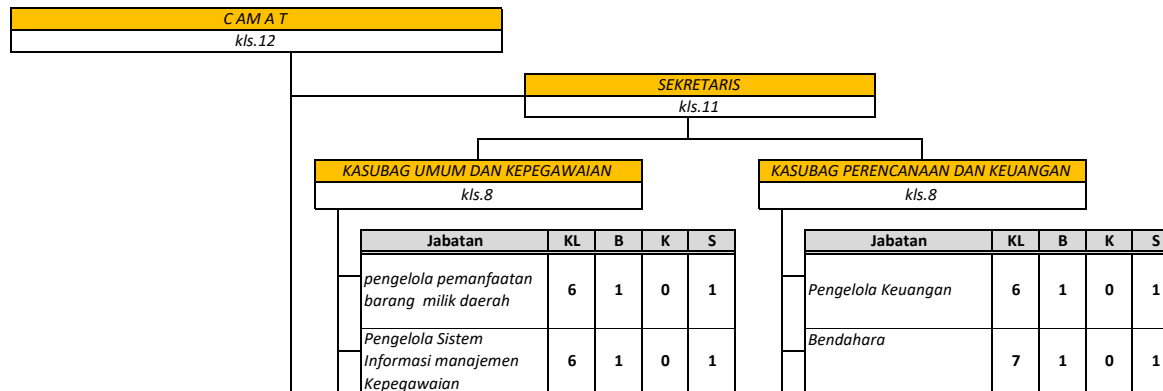 C AM A T
kls.12
SEKRETARIS
kls.11
KASUBAG UMUM DAN KEPEGAWAIAN
kls.8
KASUBAG PERENCANAAN DAN KEUANGAN
kls.8
Jabatan KL B K S
pengelola pemanfaatan
barang milik daerah 6 1 0 1
Pengelola Sistem
Informasi manajemen 6 1 0 1
Kepegawaian
Jabatan KL B K S
Pengelola Keuangan 6 1 0 1
Bendahara
7 1 0 1